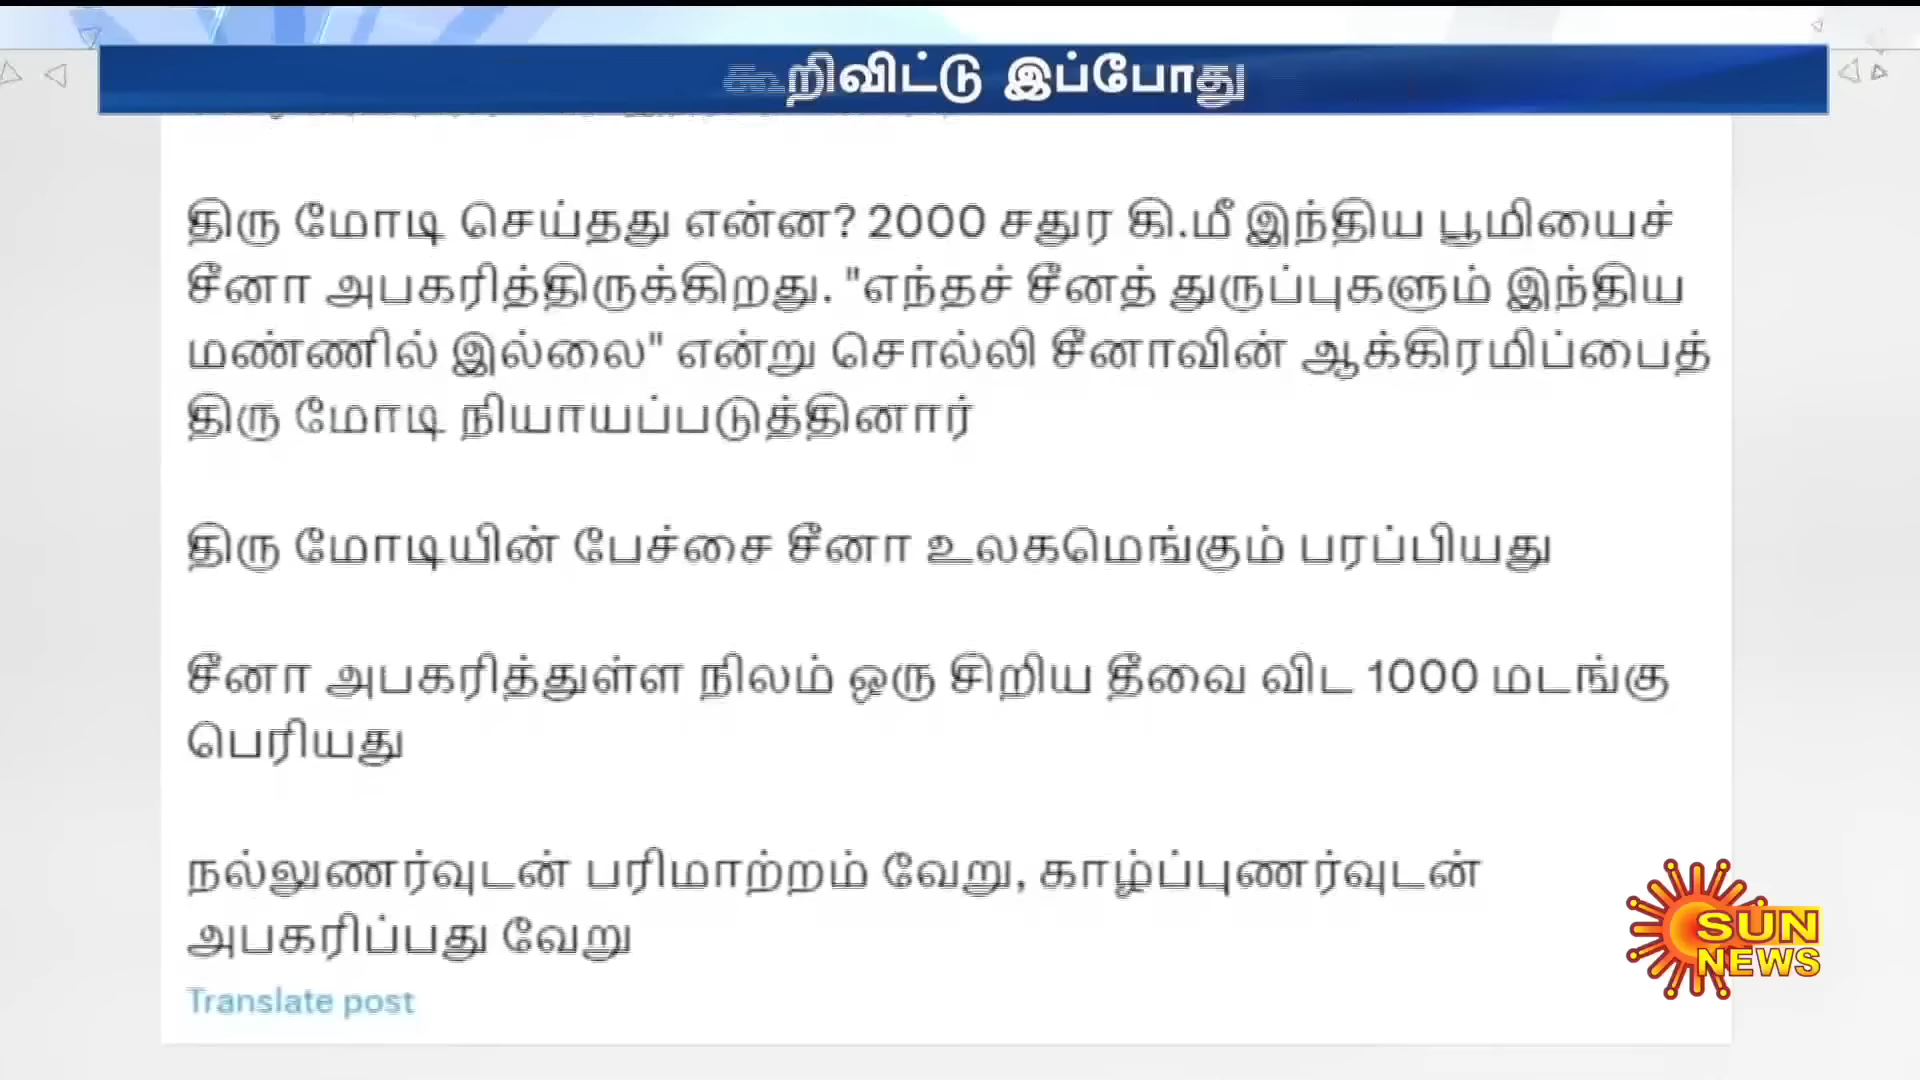 கூறிவிட்டு இப்போது
திரு மோடி செய்தது என்ன? 2000 சதுர கி.மீ இந்திய பூமியைச்
சீனா அபகரித்திருக்கிறது. "எந்தச் சீனத் துருப்புகளும் இந்திய
மண்ணில் இல்லை" என்று சொல்லி சீனாவின் ஆக்கிரமிப்பைத்
திரு மோடி நியாயப்படுத்தினார்
திரு மோடியின் பேச்சை சீனா உலகமெங்கும் பரப்பியது
சீனா அபகரித்துள்ள நிலம் ஒரு சிறிய தீவை விட 1000 மடங்கு
பெரியது
நல்லுணர்வுடன் பரிமாற்றம் வேறு, காழ்ப்புணர்வுடன்
அபகரிப்பது வேறு
Translate post
SUN
NEWS